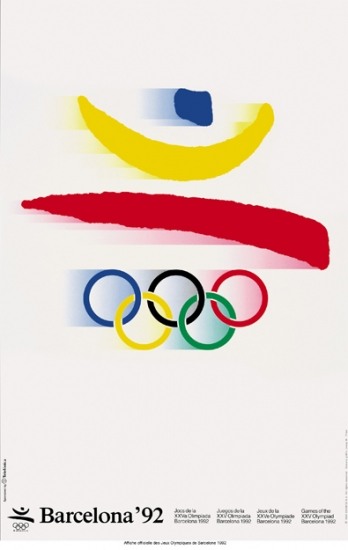 Barcelona'92
Jocs de la
XXVa Olimpíada
Barcelona 1992
Juegos de la
XXV Olimpiada
Barcelona 1992
Jeux de la
XXVe Olympiade
Barcelone 1992
Games of the
XXV Olympiad
Barcelona 1992
Affiche officielle des Jeux Olympiques de Barcelone 1992